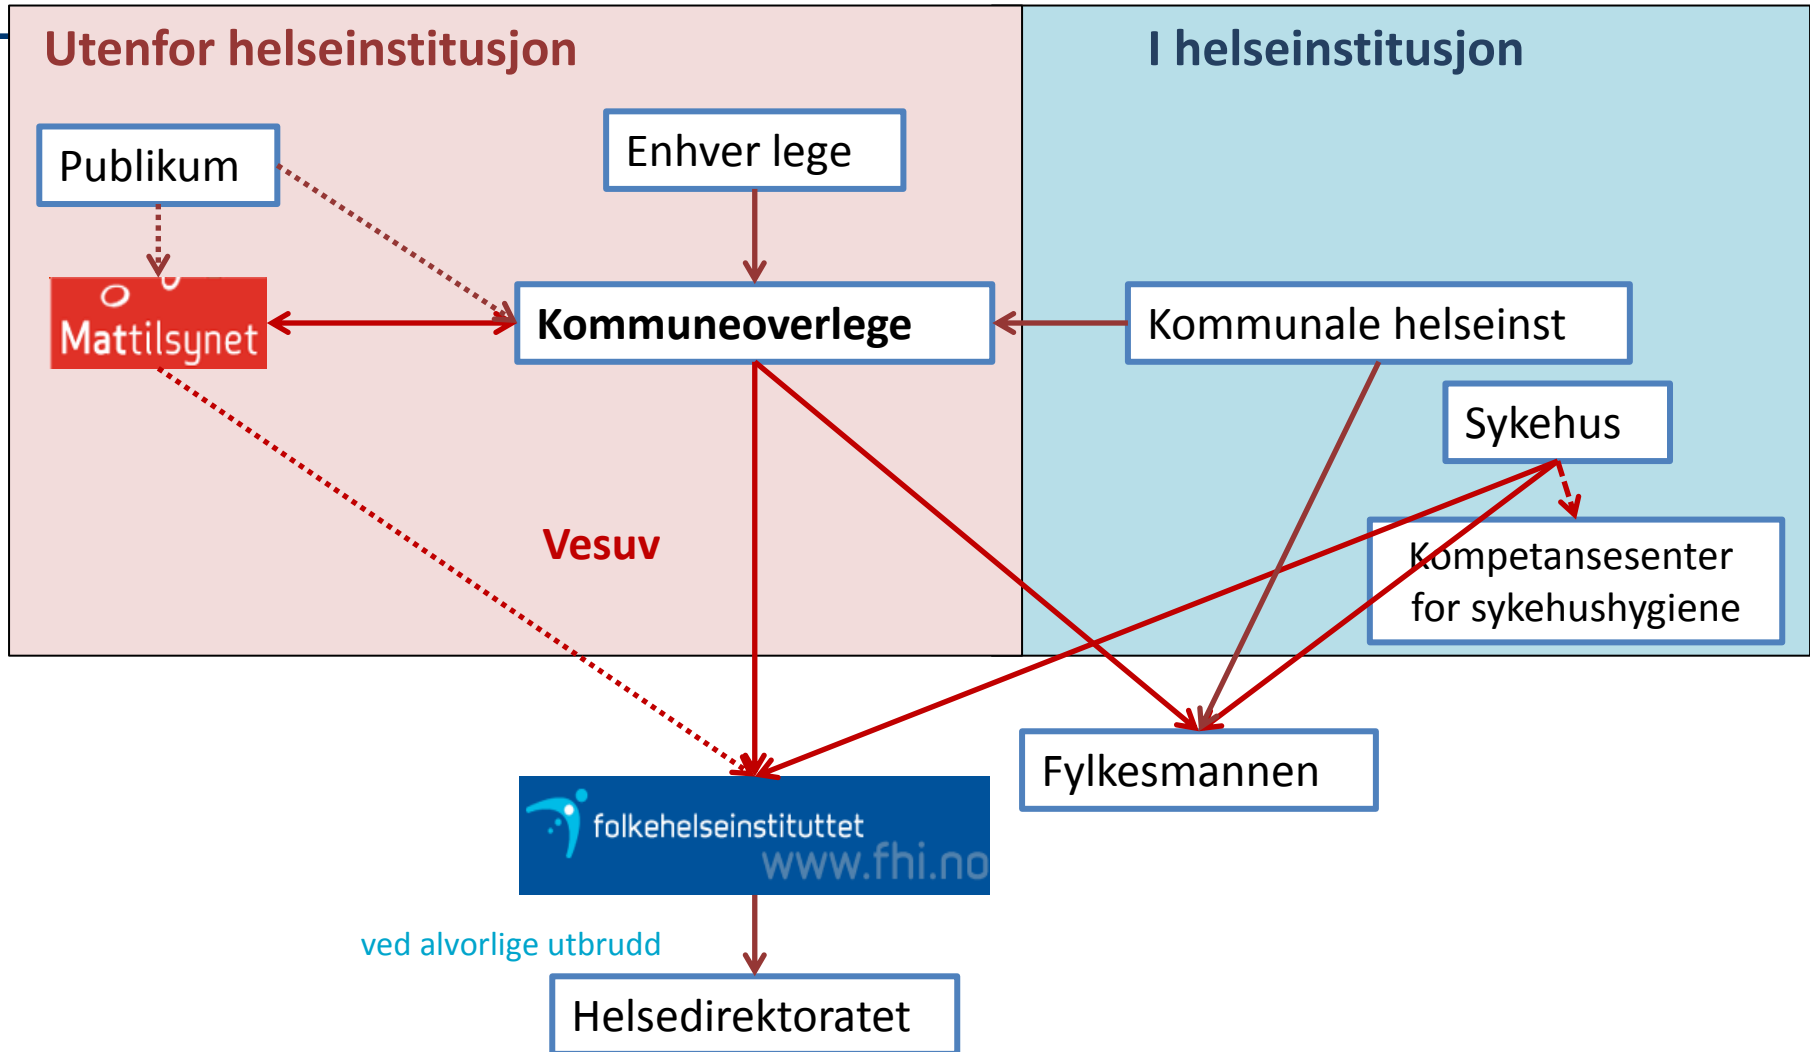 Utenfor helseinstitusjon
I helseinstitusjon
Publikum
Enhver lege
Mattilsynet
Kommuneoverlege
Kommunale helseinst
Sykehus
Vesuv
Kompetansesenter
for sykehushygiene
Fylkesmannen
folkehelseinstituttet
www.fhi.no
ved alvorlige utbrudd
Helsedirektoratet